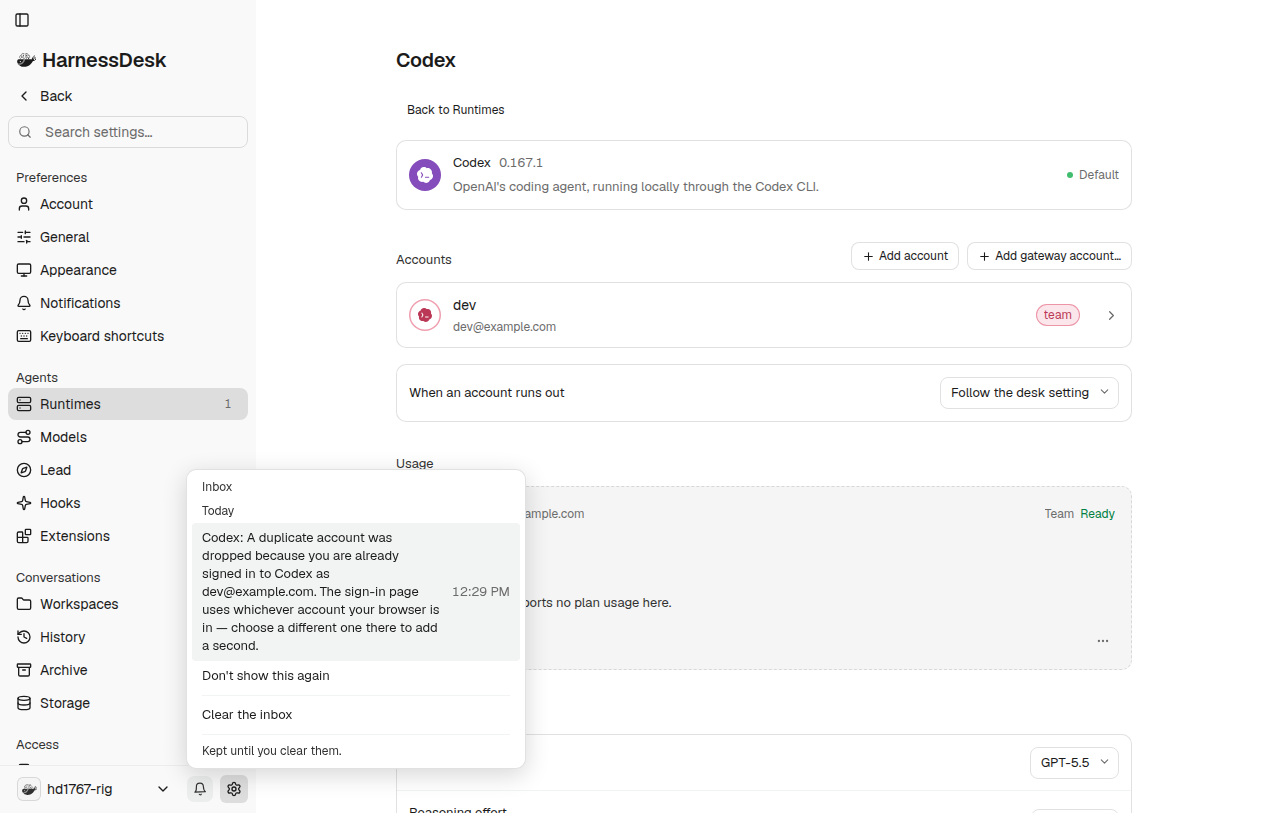 HarnessDesk
Back
Search settings…
Preferences
Account
General
Appearance
Notifications
Keyboard shortcuts
Agents
Runtimes 1
Models
Lead
Hooks
Extensions
Conversations
Workspaces
History
Archive
Storage
Access
hd1767-rig
Codex
Back to Runtimes
Codex 0.167.1
OpenAI's coding agent, running locally through the Codex CLI.
Default
Accounts
Add account
Add gateway account…
dev
dev@example.com
team
When an account runs out
Follow the desk setting
Usage
ample.com
Team Ready
ports no plan usage here.
GPT-5.5
Reasoning effort
Inbox
Today
Codex: A duplicate account was
dropped because you are already
signed in to Codex as
dev@example.com. The sign-in page
uses whichever account your browser is
in — choose a different one there to add
a second.
12:29 PM
Don't show this again
Clear the inbox
Kept until you clear them.